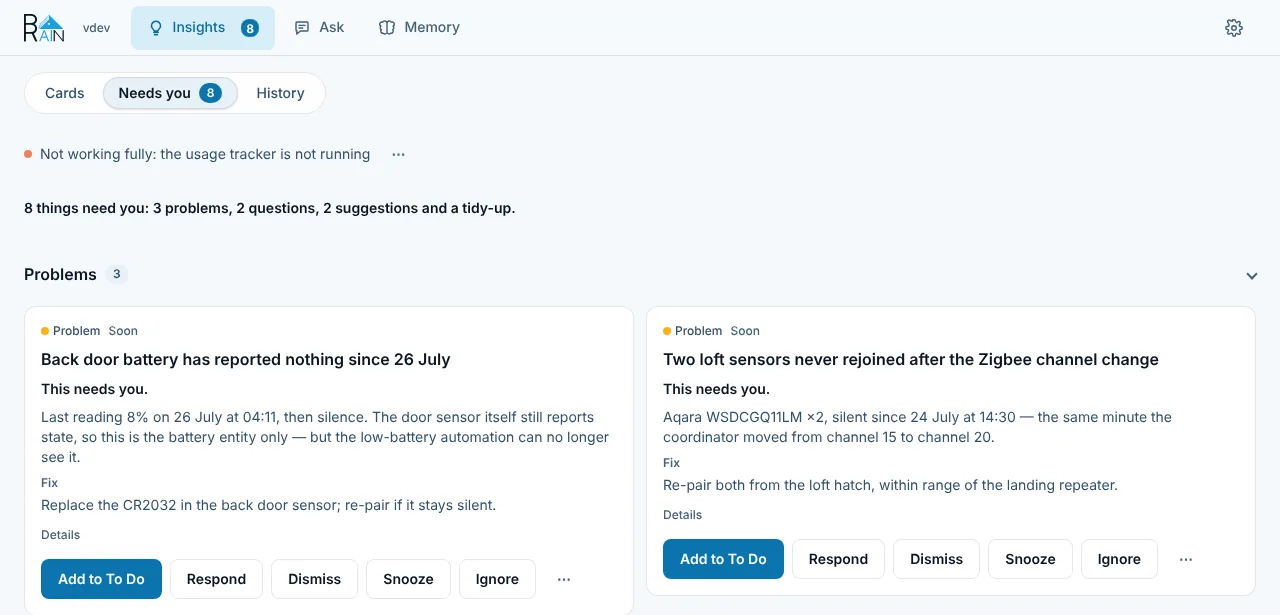 BRAIN vdev Insights 8 Ask Memory
Cards Needs you 8 History
Not working fully: the usage tracker is not running ···
8 things need you: 3 problems, 2 questions, 2 suggestions and a tidy-up.
Problems 3
Problem Soon
Back door battery has reported nothing since 26 July
This needs you.
Last reading 8% on 26 July at 04:11, then silence. The door sensor itself still reports
state, so this is the battery entity only — but the low-battery automation can no longer
see it.
Fix
Replace the CR2032 in the back door sensor; re-pair if it stays silent.
Details
Add to To Do Respond Dismiss Snooze Ignore ···
Problem Soon
Two loft sensors never rejoined after the Zigbee channel change
This needs you.
Aqara WSDCGQ11LM ×2, silent since 24 July at 14:30 — the same minute the
coordinator moved from channel 15 to channel 20.
Fix
Re-pair both from the loft hatch, within range of the landing repeater.
Details
Add to To Do Respond Dismiss Snooze Ignore ···